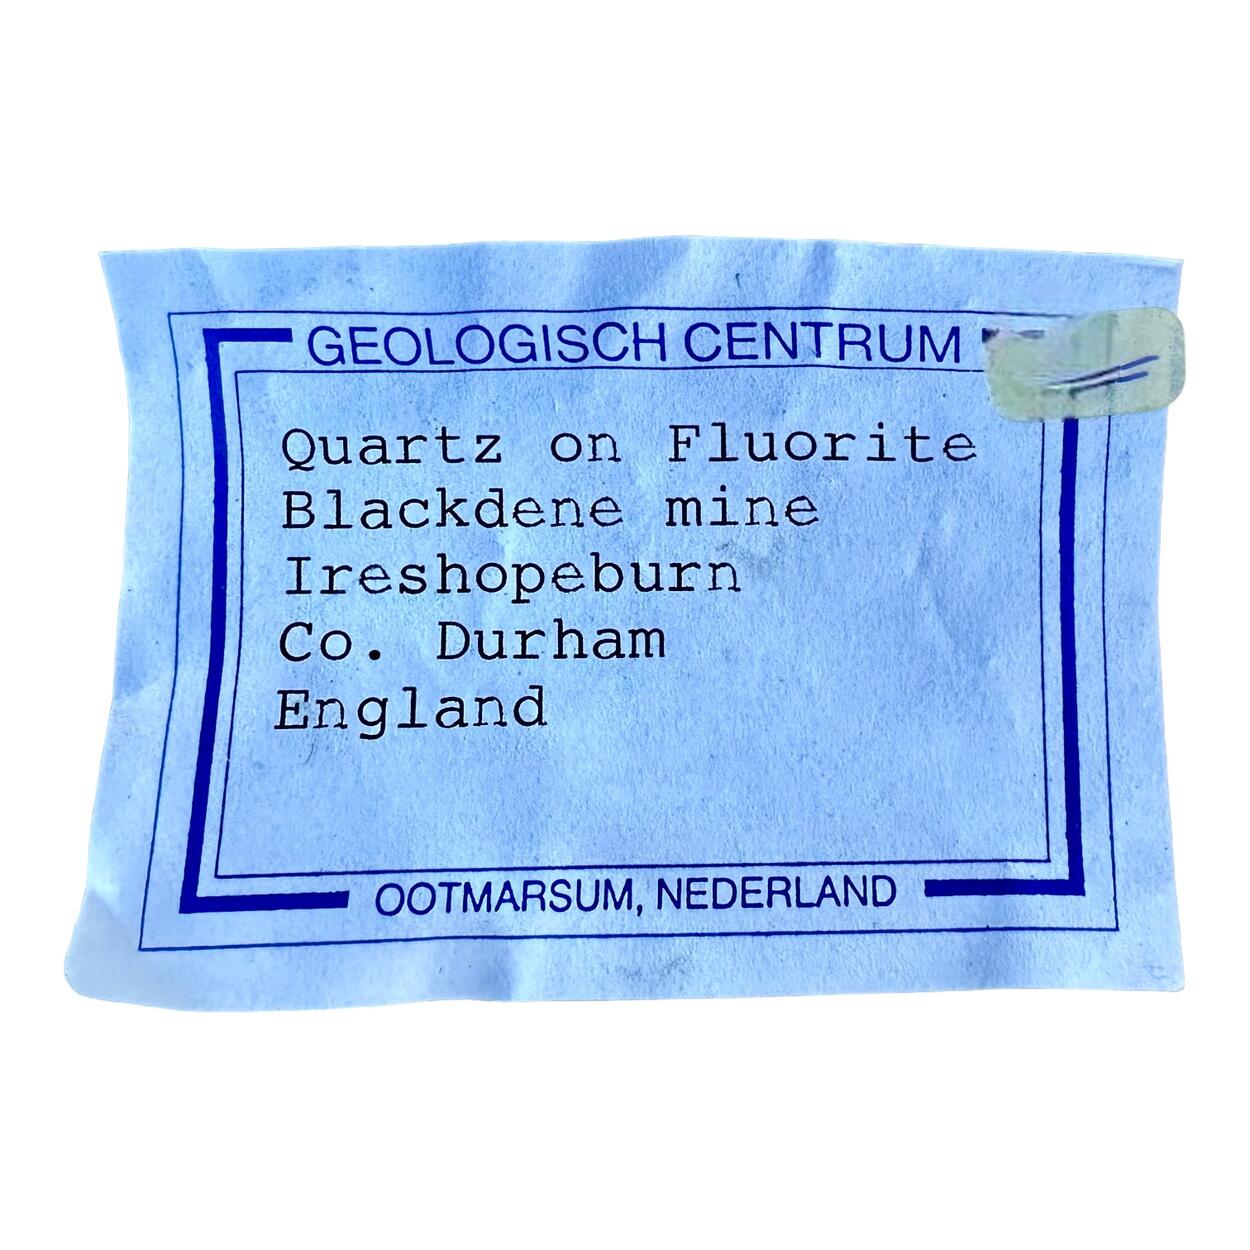 GEOLOGISCH CENTRUM
Quartz on Fluorite
Blackdene mine
Ireshopeburn
Co. Durham
England
OOTMARSUM, NEDERLAND